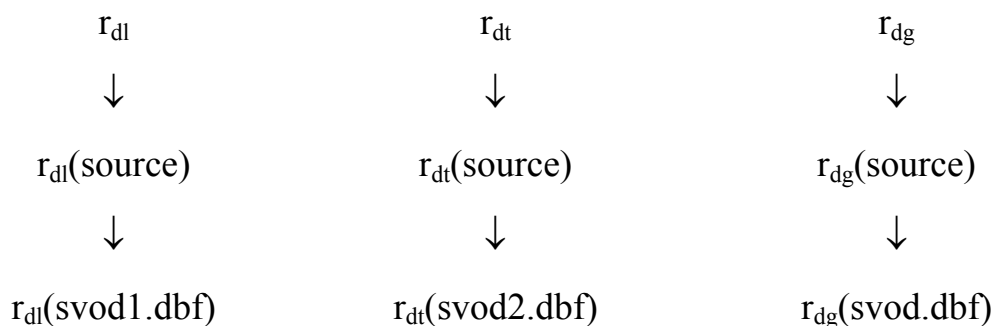 r_dl r_dt r_dg
↓ ↓ ↓
r_dl(source) r_dt(source) r_dg(source)
↓ ↓ ↓
r_dl(svod1.dbf) r_dt(svod2.dbf) r_dg(svod.dbf)